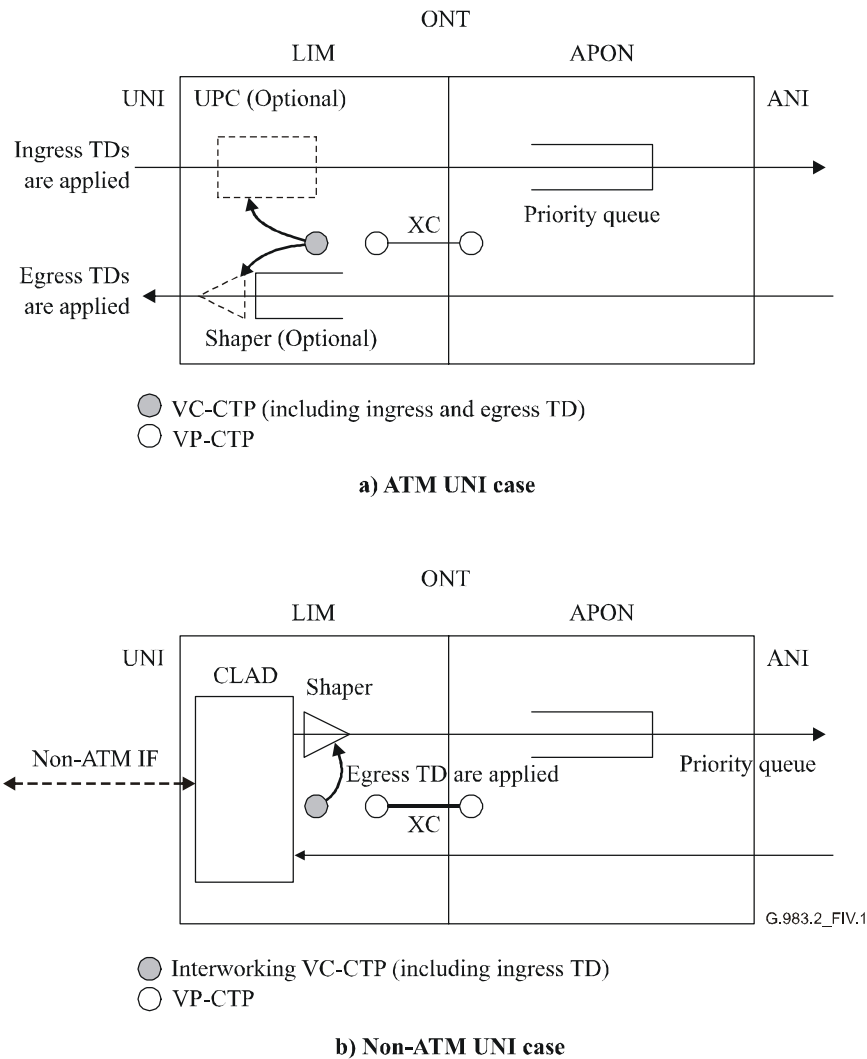 ONT
LIM
APON
UNI
UPC (Optional)
ANI
Ingress TDs
are applied
Priority queue
XC
Egress TDs
are applied
Shaper (Optional)
VC-CTP (including ingress and egress TD)
VP-CTP
a) ATM UNI case
ONT
LIM
APON
UNI
ANI
CLAD
Shaper
Non-ATM IF
Priority queue
Egress TD are applied
XC
G.983.2_FIV.1
Interworking VC-CTP (including ingress TD)
VP-CTP
b) Non-ATM UNI case